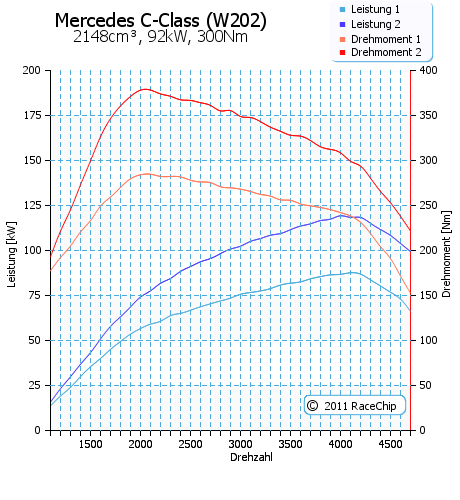 Mercedes C-Class (W202)
2148cm³, 92kW, 300Nm
Leistung 1
Leistung 2
Drehmoment 1
Drehmoment 2
200
175
150
125
100
75
50
25
0
Leistung [kW]
400
350
300
250
200
150
100
50
0
Drehmoment [Nm]
1500 2000 2500 3000 3500 4000 4500
Drehzahl
© 2011 RaceChip